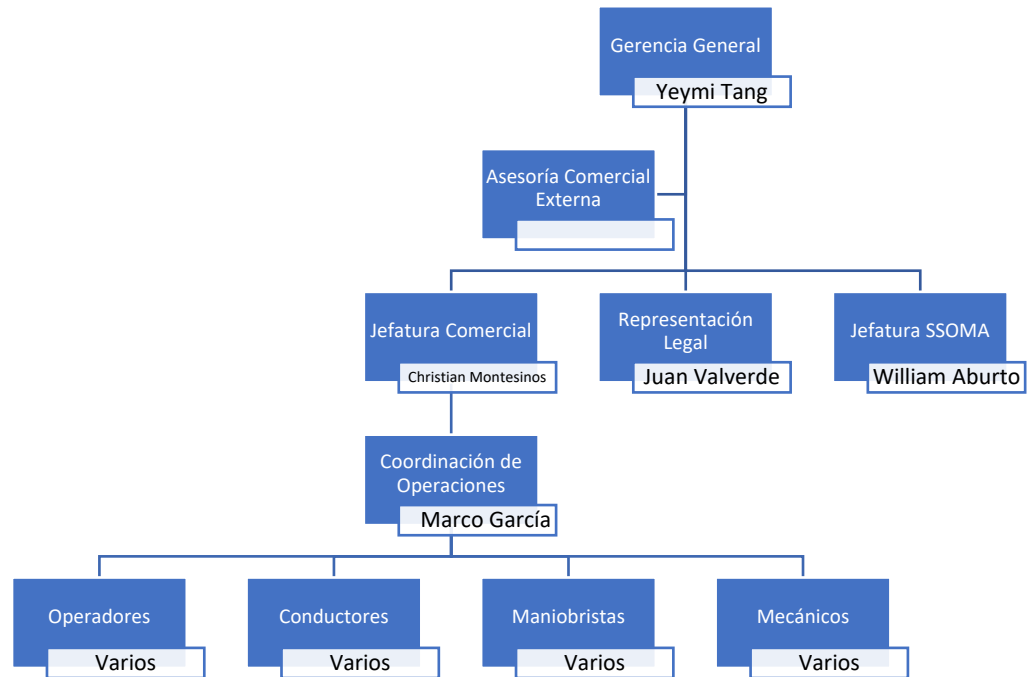 Gerencia General
Yeymi Tang
Asesoría Comercial
Externa
Jefatura Comercial
Christian Montesinos
Representación
Legal
Juan Valverde
Jefatura SSOMA
William Aburto
Coordinación de
Operaciones
Marco García
Operadores
Varios
Conductores
Varios
Maniobristas
Varios
Mecánicos
Varios